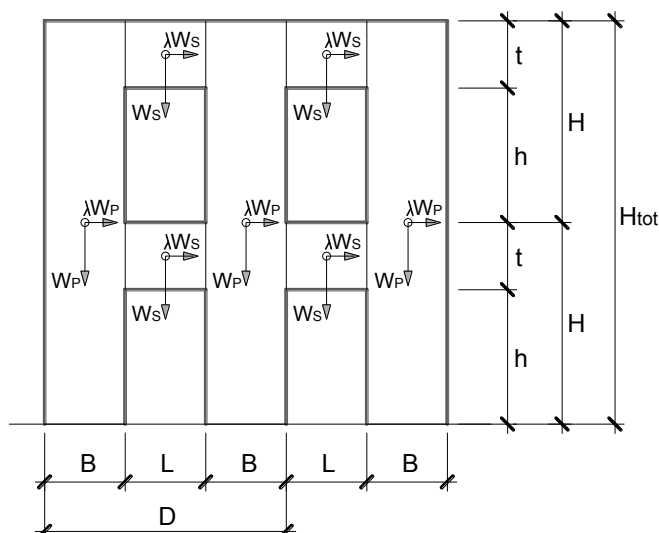 λWS λWS
t
WS WS
H
h
λWP λWP λWP
Htot
λWS λWS
t
WP WP WP
WS WS
H
h
B L B L B
D